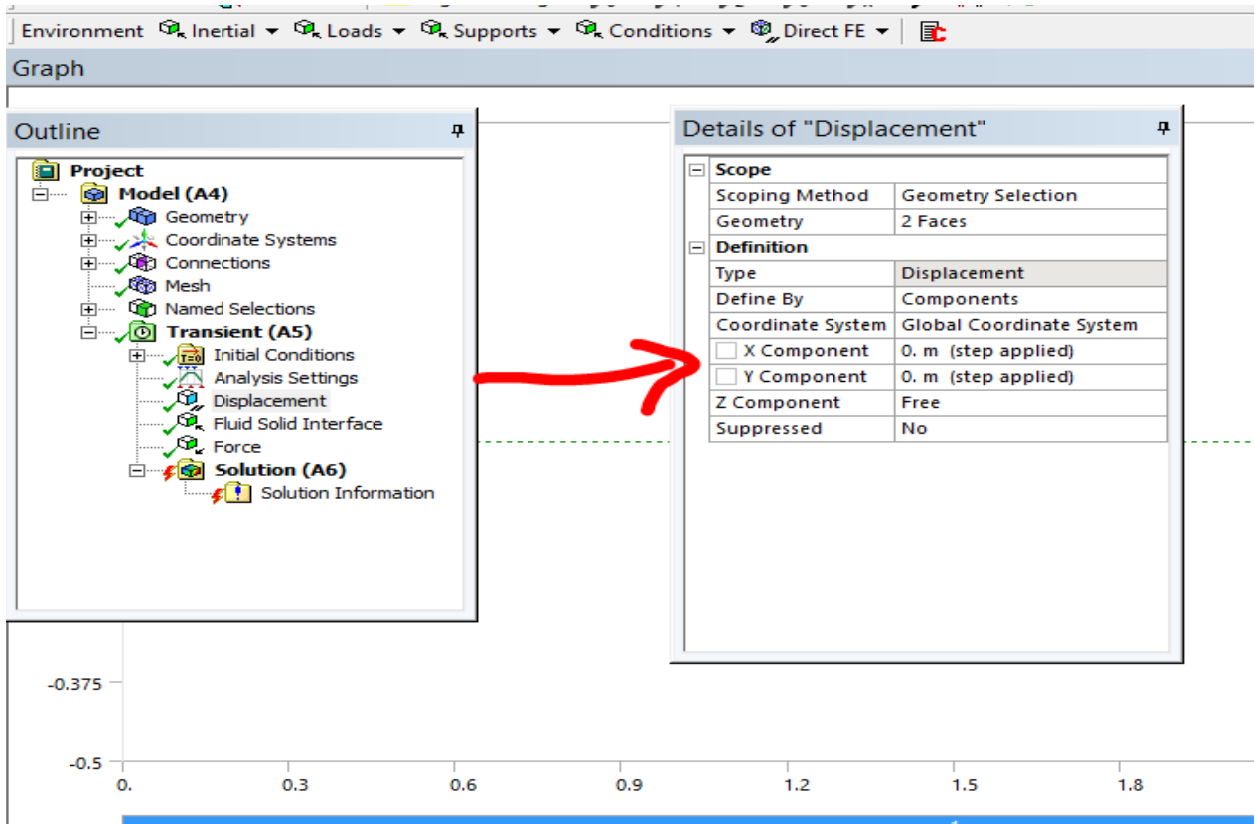 Environment Inertial Loads Supports Conditions Direct FE
Graph
Outline
Project
Model (A4)
Geometry
Coordinate Systems
Connections
Mesh
Named Selections
Transient (A5)
T=0 Initial Conditions
Analysis Settings
Displacement
Fluid Solid Interface
Force
Solution (A6)
Solution Information
Details of "Displacement"
Scope
Scoping Method Geometry Selection
Geometry 2 Faces
Definition
Type Displacement
Define By Components
Coordinate System Global Coordinate System
X Component 0. m (step applied)
Y Component 0. m (step applied)
Z Component Free
Suppressed No
-0.375
-0.5
0. 0.3 0.6 0.9 1.2 1.5 1.8